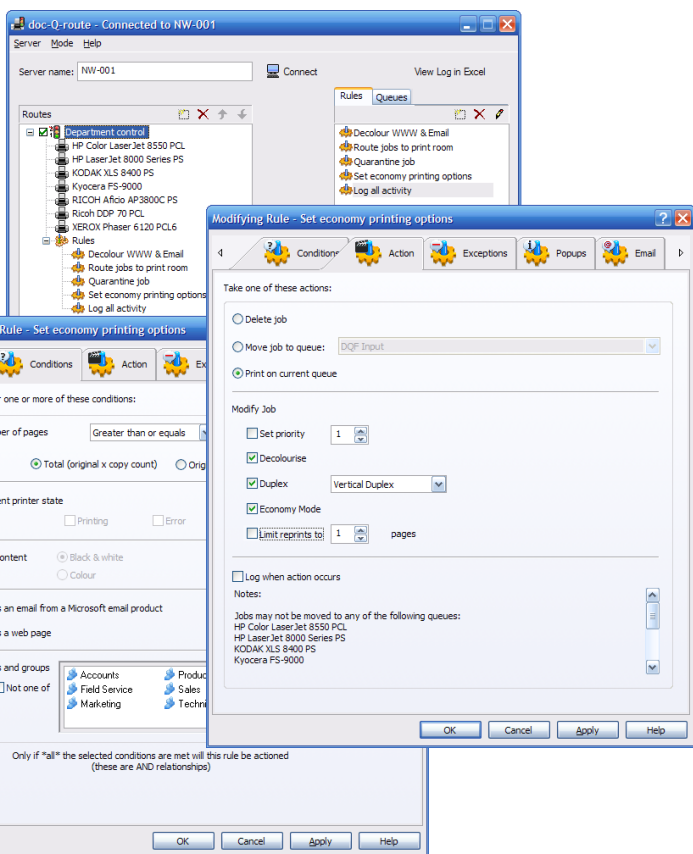 doc-Q-route - Connected to NW-001
Server Mode Help
Server name: NW-001 Connect View Log in Excel
Rules Queues
Routes
Department control
HP Color LaserJet 8550 PCL
HP LaserJet 8000 Series PS
KODAK XLS 8400 PS
Kyocera FS-9000
RICOH Aficio AP3800C PS
Ricoh DDP 70 PCL
XEROX Phaser 6120 PCL6
Rules
Decolour WWW & Email
Route jobs to print room
Quarantine job
Set economy printing options
Log all activity
Decolour WWW & Email
Route jobs to print room
Quarantine job
Set economy printing options
Log all activity
Modifying Rule - Set economy printing options
Conditions Action Exceptions Popups Email
Take one of these actions:
Delete job
Move job to queue: DQF Input
Print on current queue
Modify Job
Set priority 1
Decolourise
Duplex Vertical Duplex
Economy Mode
Limit reprints to 1 pages
Log when action occurs
Notes:
Jobs may not be moved to any of the following queues:
HP Color LaserJet 8550 PCL
HP LaserJet 8000 Series PS
KODAK XLS 8400 PS
Kyocera FS-9000
OK Cancel Apply Help
Rule - Set economy printing options
Conditions Action Ex
r one or more of these conditions:
er of pages Greater than or equals
Total (original x copy count) Orig
ent printer state
Printing Error
ontent Black & white
Colour
s an email from a Microsoft email product
s a web page
s and groups
Not one of
Accounts Produc
Field Service Sales
Marketing Techni
Only if *all* the selected conditions are met will this rule be actioned
(these are AND relationships)
OK Cancel Apply Help